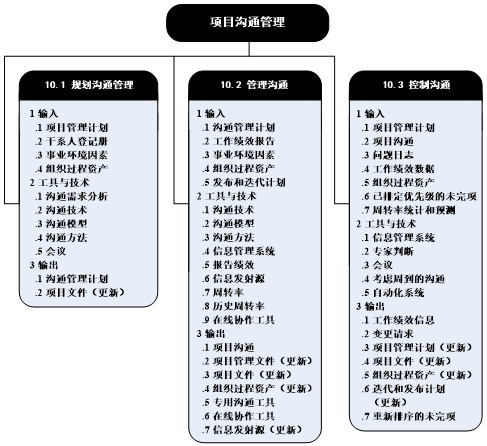 项目沟通管理
10.1 规划沟通管理
1 输入
.1 项目管理计划
.2 干系人登记册
.3 事业环境因素
.4 组织过程资产
2 工具与技术
.1 沟通需求分析
.2 沟通技术
.3 沟通模型
.4 沟通方法
.5 会议
3 输出
.1 沟通管理计划
.2 项目文件（更新）
10.2 管理沟通
1 输入
.1 沟通管理计划
.2 工作绩效报告
.3 事业环境因素
.4 组织过程资产
.5 发布和迭代计划
2 工具与技术
.1 沟通技术
.2 沟通模型
.3 沟通方法
.4 信息管理系统
.5 报告绩效
.6 信息发射源
.7 周转率
.8 历史周转率
.9 在线协作工具
3 输出
.1 项目沟通
.2 项目管理文件（更新）
.3 项目文件（更新）
.4 组织过程资产（更新）
.5 专用沟通工具
.6 在线协作工具
.7 信息发射源（更新）
10.3 控制沟通
1 输入
.1 项目管理计划
.2 项目沟通
.3 问题日志
.4 工作绩效数据
.5 组织过程资产
.6 已排定优先级的未完项
.7 周转率统计和预测
2 工具与技术
.1 信息管理系统
.2 专家判断
.3 会议
.4 考虑周到的沟通
.5 自动化系统
3 输出
.1 工作绩效信息
.2 变更请求
.3 项目管理计划（更新）
.4 项目文件（更新）
.5 组织过程资产（更新）
.6 迭代和发布计划
（更新）
.7 重新排序的未完项